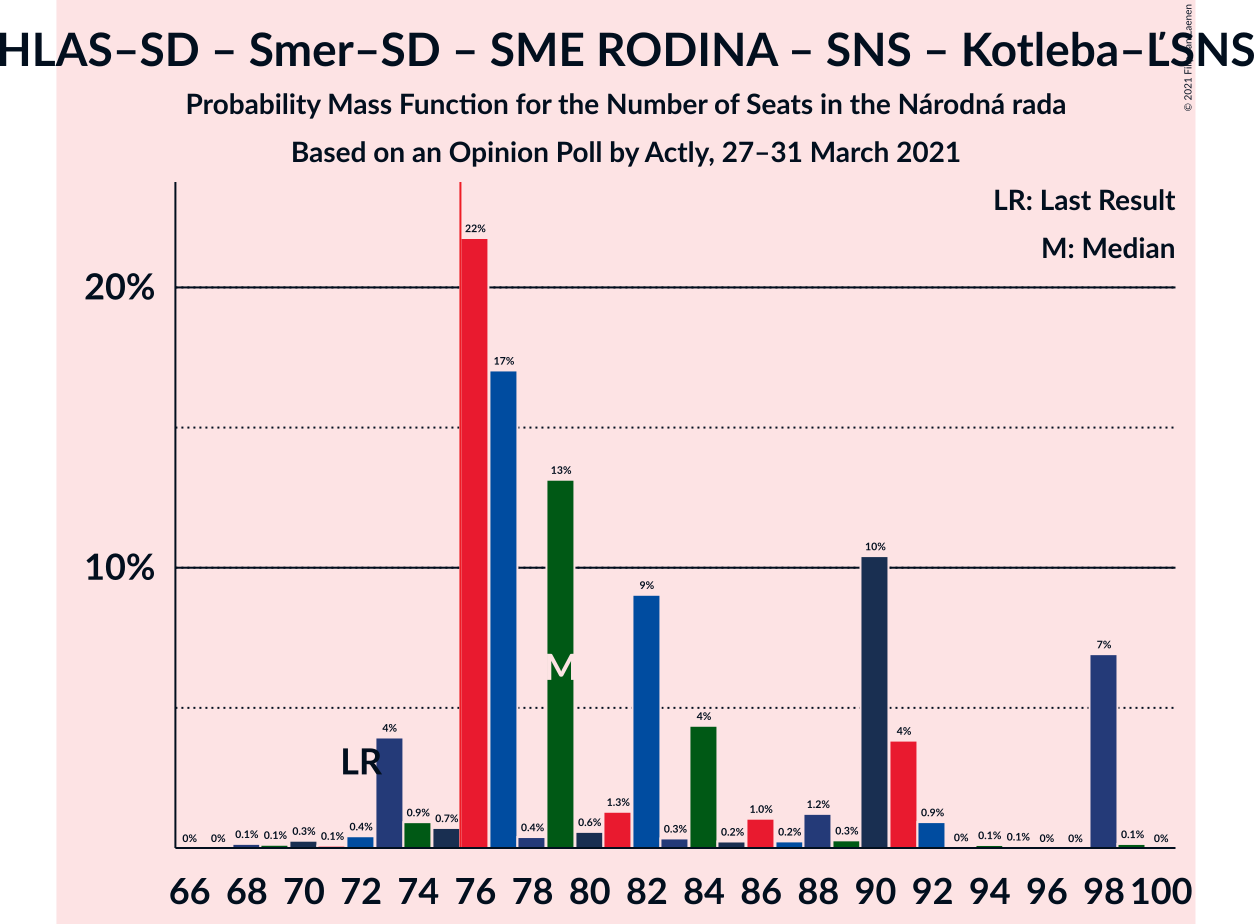 HLAS–SD – Smer–SD – SME RODINA – SNS – Kotleba–ĽSNS
Probability Mass Function for the Number of Seats in the Národná rada
Based on an Opinion Poll by Actly, 27–31 March 2021
© 2021
LR: Last Result
M: Median
20%
10%
0% 0% 0.1% 0.1% 0.3% 0.1% 0.4% 4% 0.9% 0.7% 22% 17% 0.4% 13% 0.6% 1.3% 9% 0.3% 4% 0.2% 1.0% 0.2% 1.2% 0.3% 10% 4% 0.9% 0% 0.1% 0.1% 0% 0% 7% 0.1% 0%
LR
M
66 68 70 72 74 76 78 80 82 84 86 88 90 92 94 96 98 100